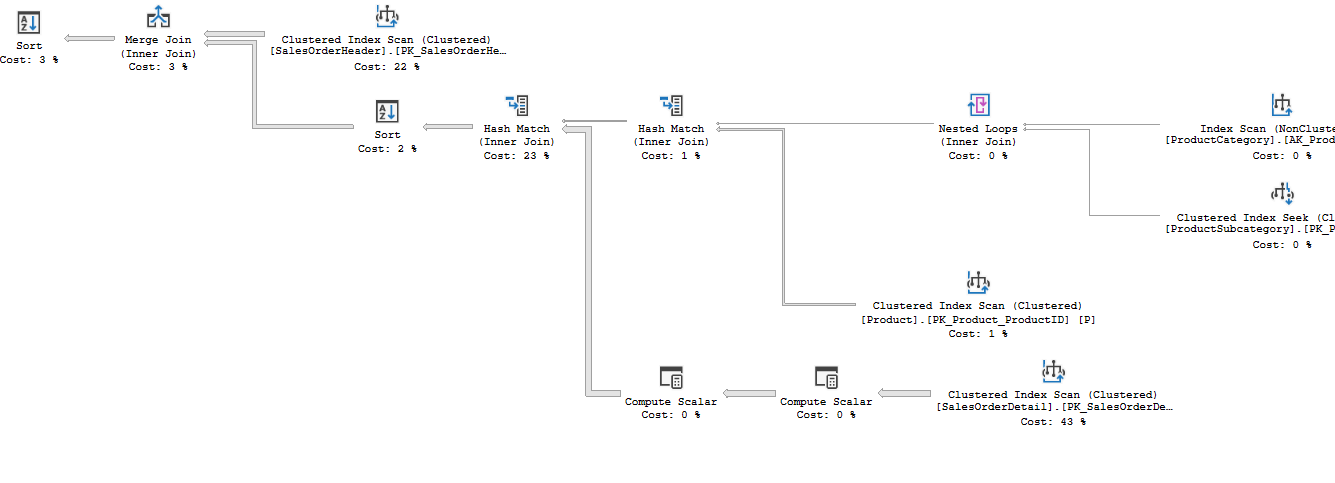 Sort
Cost: 3 %
Merge Join
(Inner Join)
Cost: 3 %
Clustered Index Scan (Clustered)
[SalesOrderHeader].[PK_SalesOrderHe…
Cost: 22 %
Sort
Cost: 2 %
Hash Match
(Inner Join)
Cost: 23 %
Hash Match
(Inner Join)
Cost: 1 %
Nested Loops
(Inner Join)
Cost: 0 %
Index Scan (NonCluste
[ProductCategory].[AK_Prod
Cost: 0 %
Clustered Index Seek (Cl
[ProductSubcategory].[PK_P
Cost: 0 %
Clustered Index Scan (Clustered)
[Product].[PK_Product_ProductID] [P]
Cost: 1 %
Compute Scalar
Cost: 0 %
Compute Scalar
Cost: 0 %
Clustered Index Scan (Clustered)
[SalesOrderDetail].[PK_SalesOrderDe…
Cost: 43 %